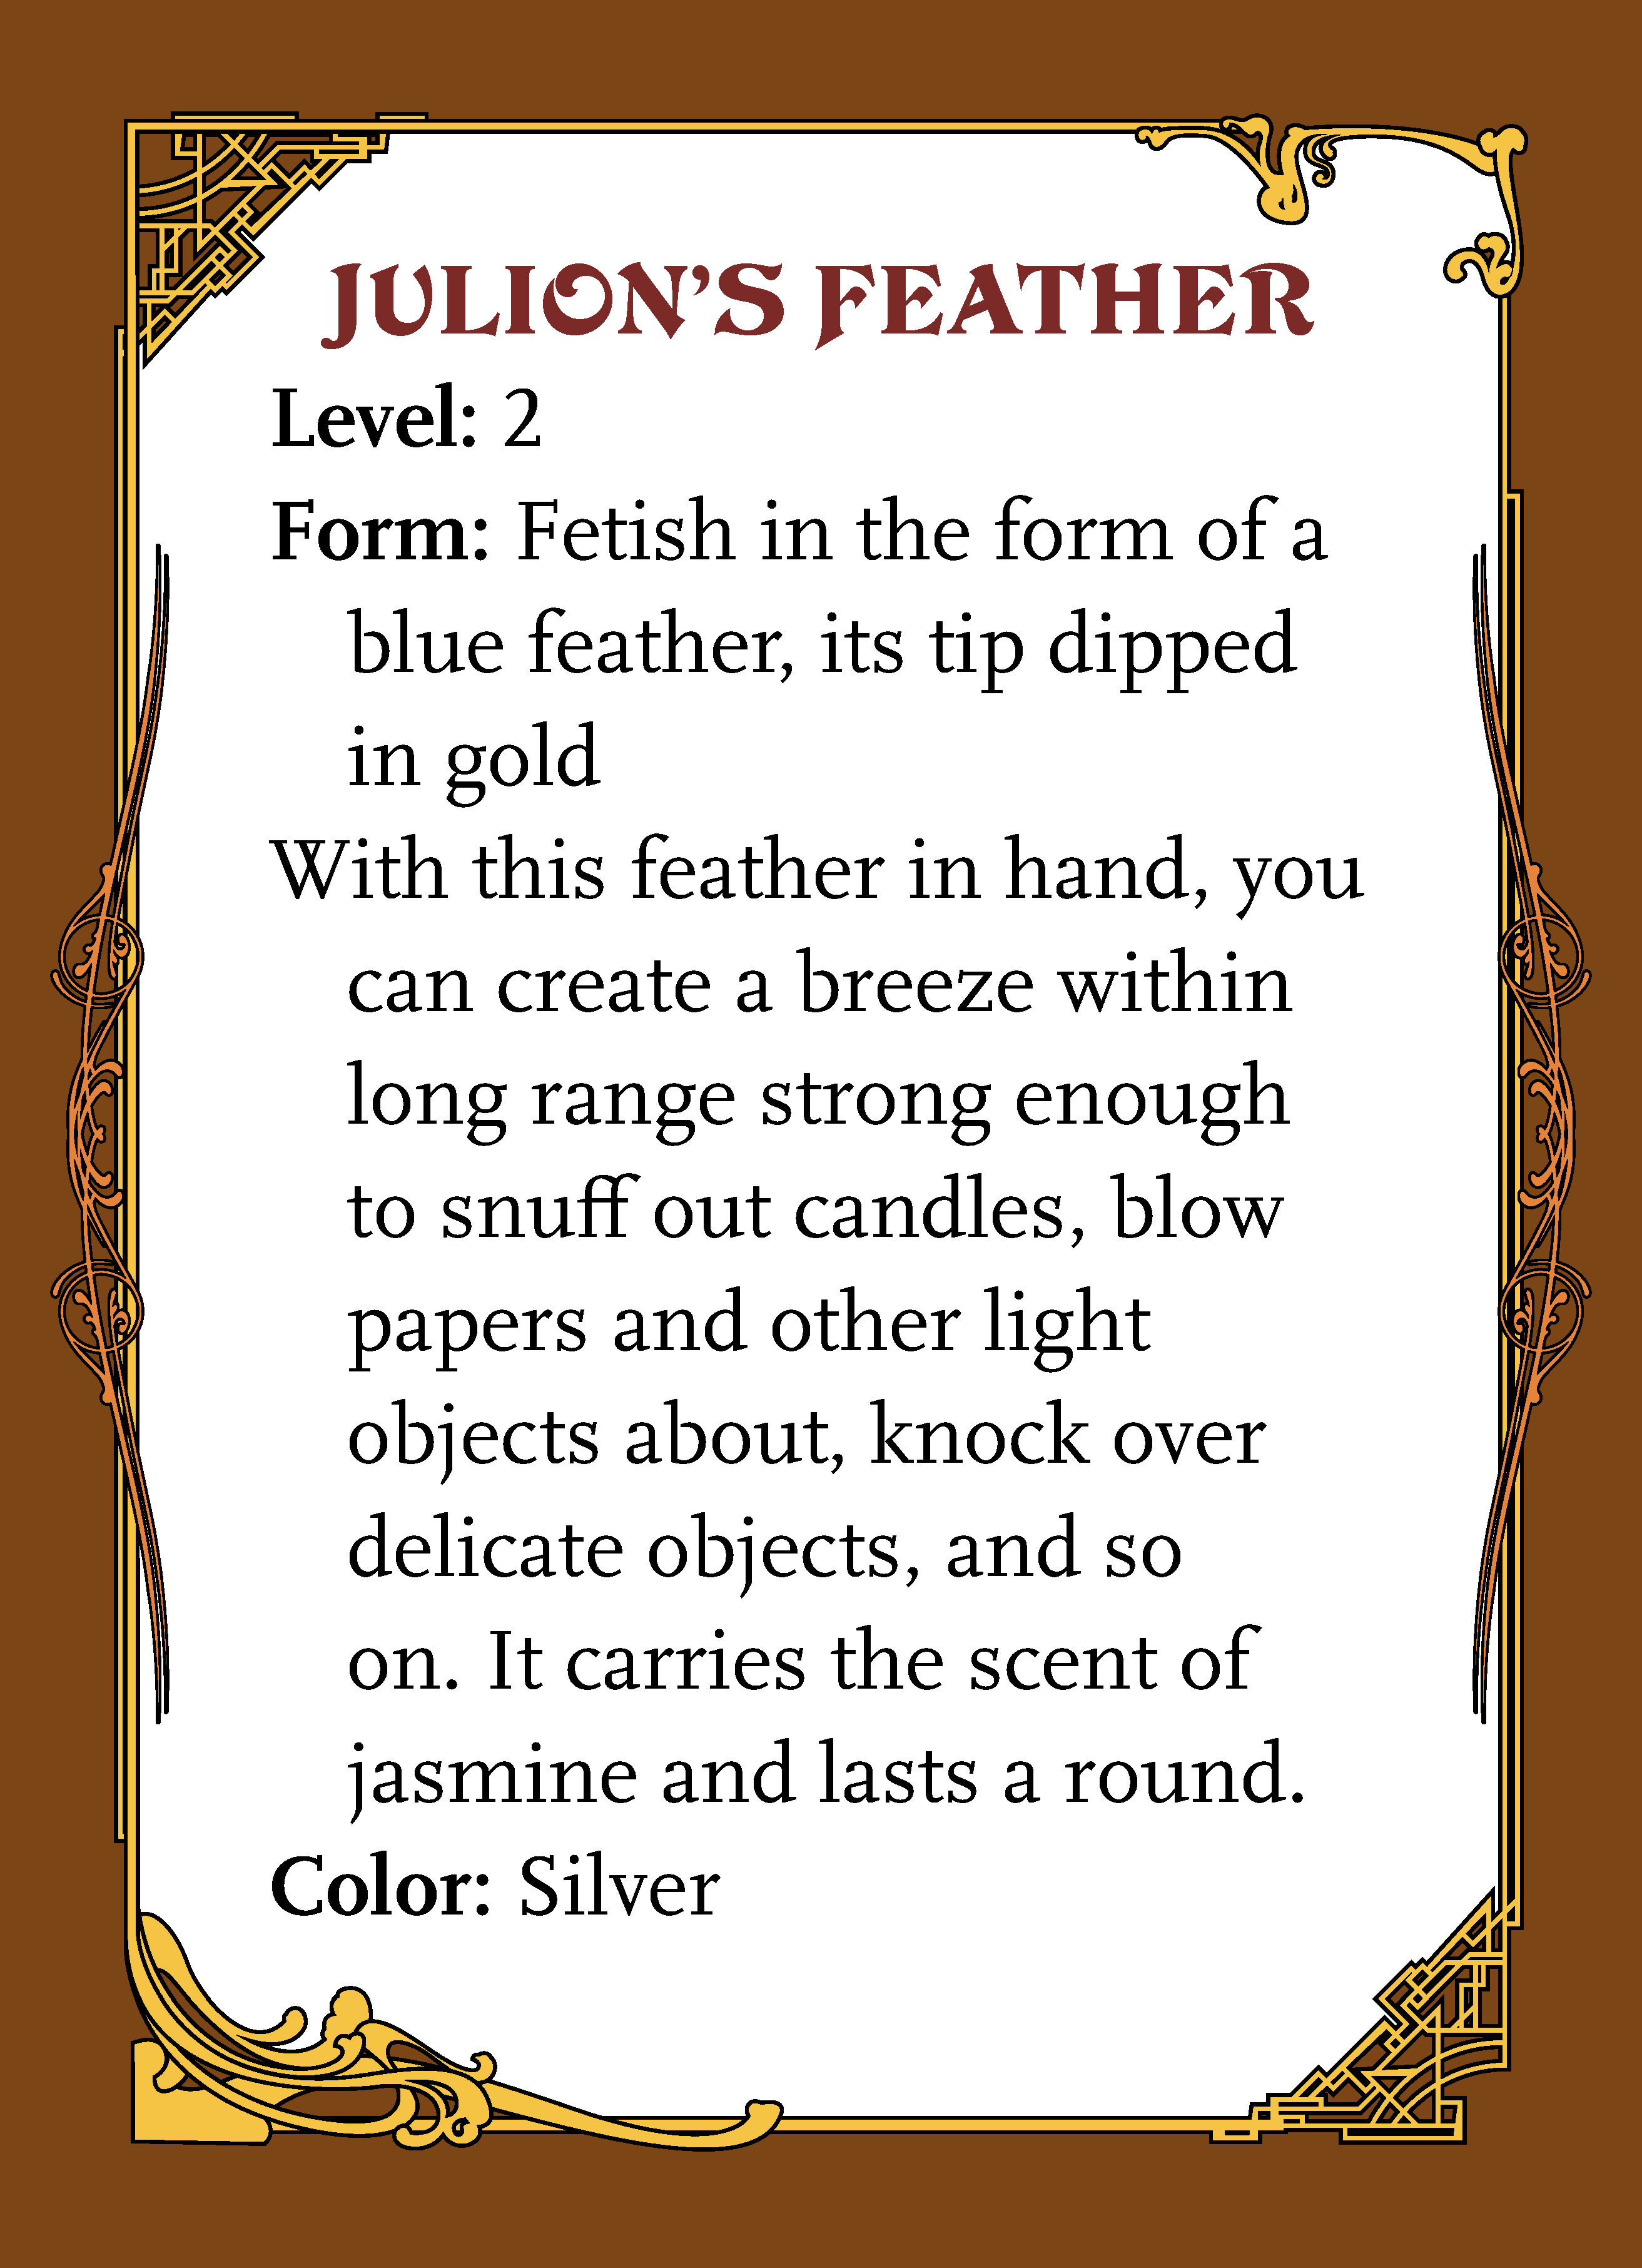 JULION’S FEATHER
Level: 2
Form: Fetish in the form of a
blue feather, its tip dipped
in gold
With this feather in hand, you
can create a breeze within
long range strong enough
to snuff out candles, blow
papers and other light
objects about, knock over
delicate objects, and so
on. It carries the scent of
jasmine and lasts a round.
Color: Silver